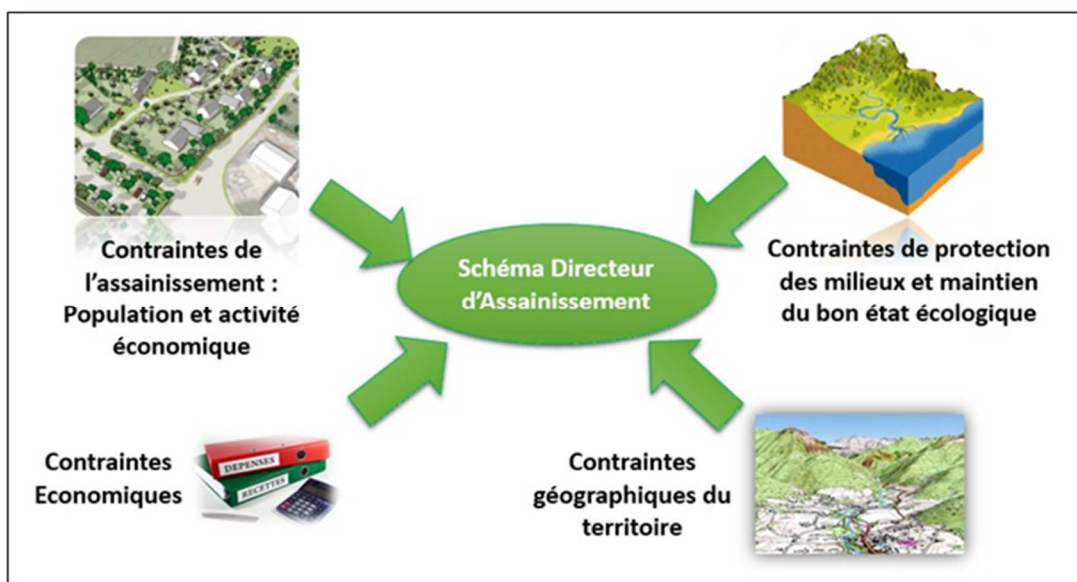 Contraintes de
l'assainissement :
Population et activité
économique
Schéma Directeur
d'Assainissement
Contraintes de protection
des milieux et maintien
du bon état écologique
Contraintes
Economiques
DEPENSES
RECETTES
Contraintes
géographiques du
territoire